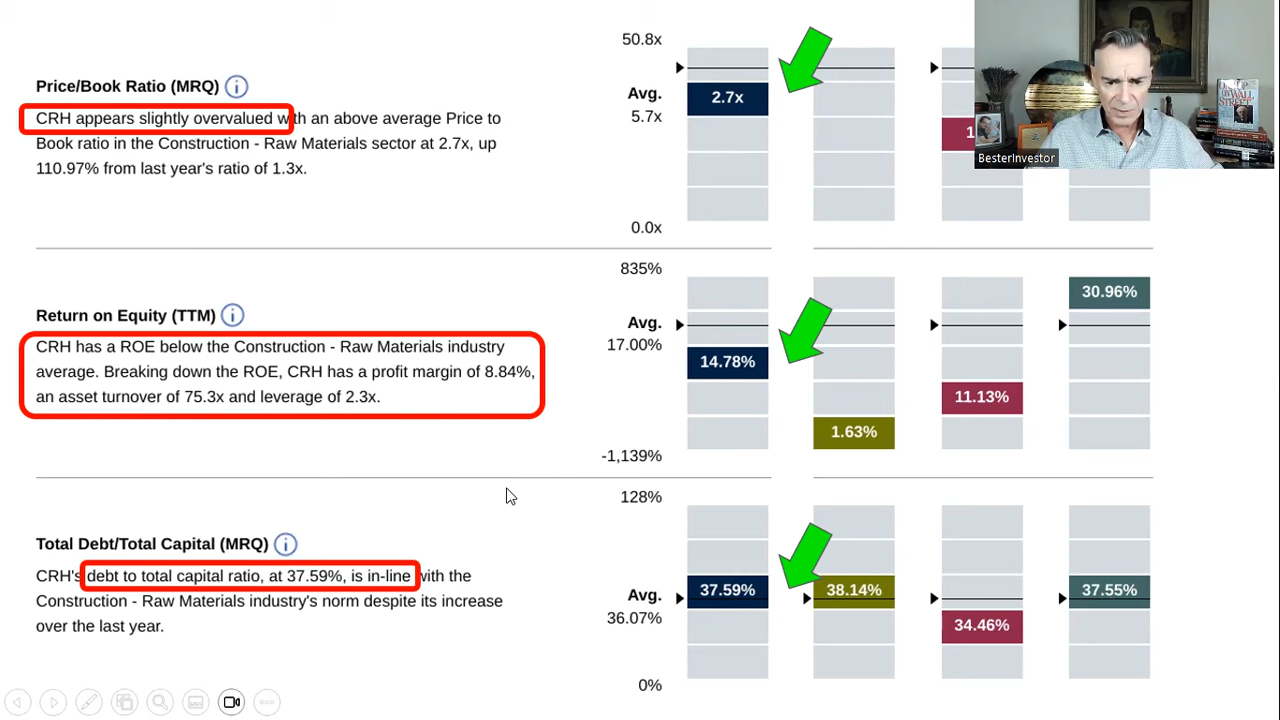 50.8x
Price/Book Ratio (MRQ) i
Avg.
2.7x
CRH appears slightly overvalued with an above average Price to
5.7x
Book ratio in the Construction - Raw Materials sector at 2.7x, up
110.97% from last year's ratio of 1.3x.
BesterInvestor
0.0x
835%
30.96%
Return on Equity (TTM) i
Avg.
CRH has a ROE below the Construction - Raw Materials industry
17.00%
average. Breaking down the ROE, CRH has a profit margin of 8.84%,
14.78%
an asset turnover of 75.3x and leverage of 2.3x.
11.13%
1.63%
-1,139%
128%
Total Debt/Total Capital (MRQ) i
CRH's debt to total capital ratio, at 37.59%, is in-line with the
37.59%
38.14%
37.55%
Construction - Raw Materials industry's norm despite its increase
Avg.
36.07%
over the last year.
34.46%
0%